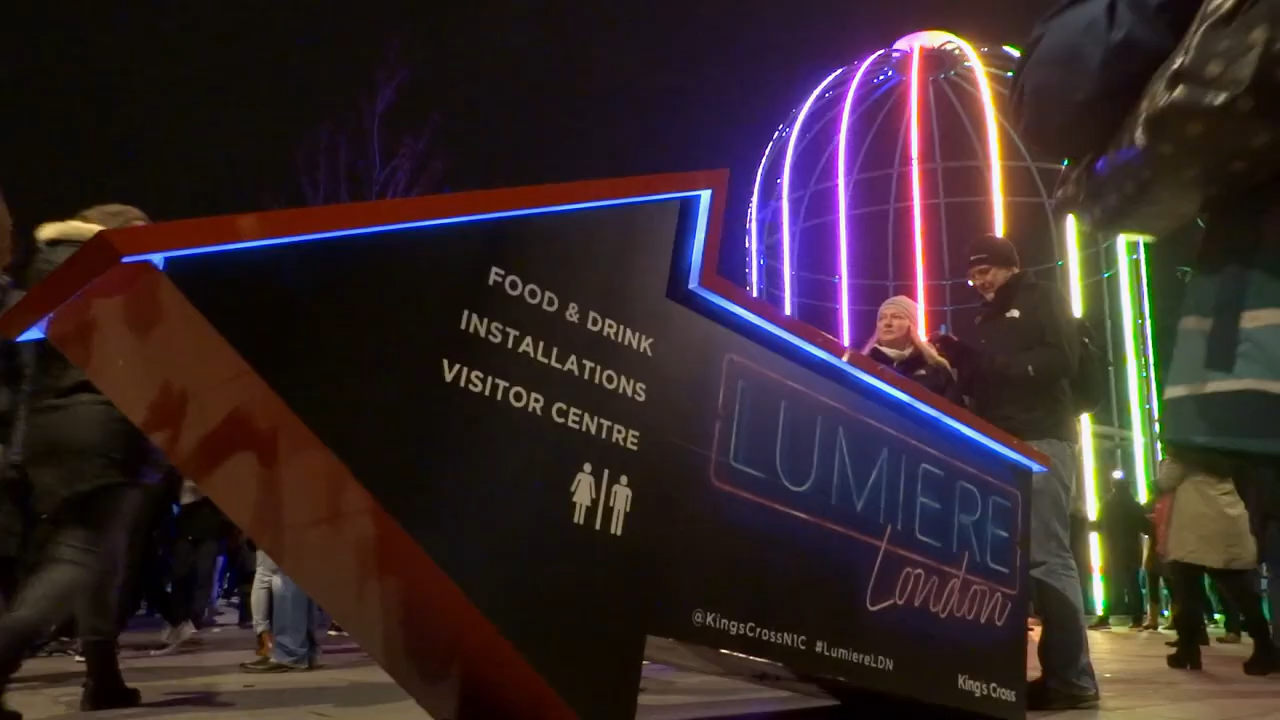 FOOD & DRINK
INSTALLATIONS
VISITOR CENTRE
LUMIERE
London
@KingsCrossN1C #LumiereLDN
King's Cross